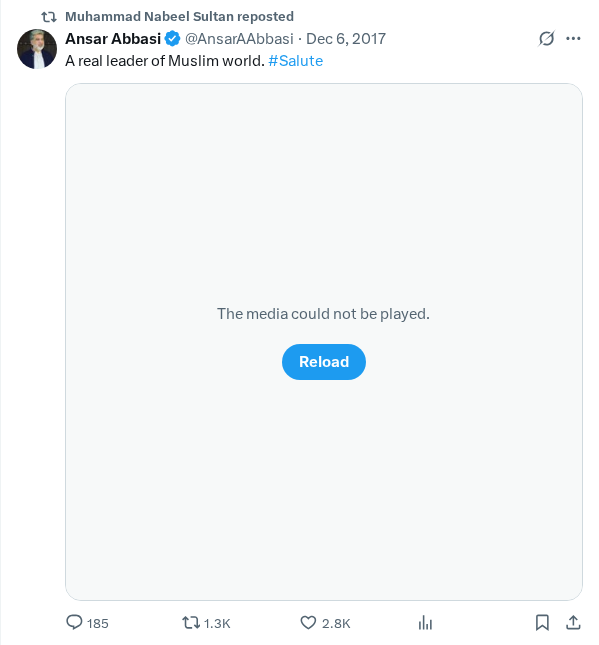 Muhammad Nabeel Sultan reposted
Ansar Abbasi @AnsarAAbbasi · Dec 6, 2017
A real leader of Muslim world. #Salute
The media could not be played.
Reload
185 1.3K 2.8K